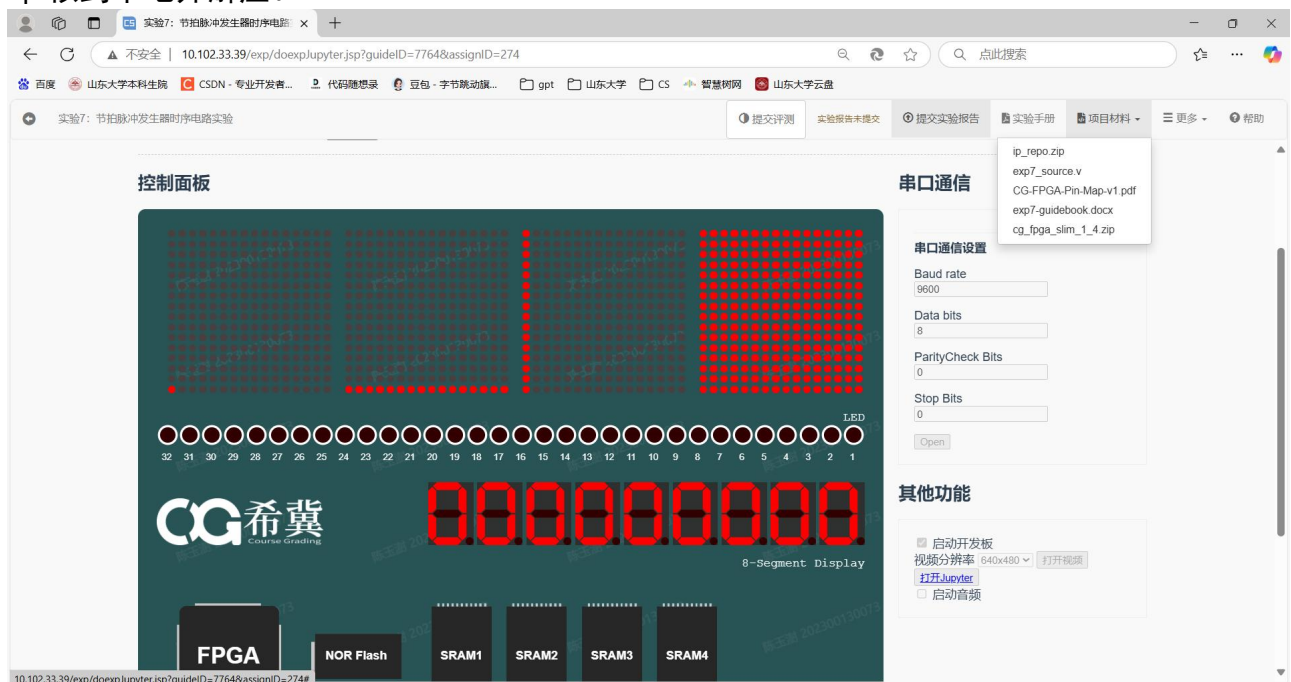 实验7：节拍脉冲发生器时序电路
不安全 | 10.102.33.39/exp/doexpJupyter.jsp?guideID=7764&assignID=274
点此搜索
百度 山东大学本科生院 CSDN - 专业开发者... 代码随想录 豆包 - 字节跳动旗... gpt 山东大学 CS 智慧树网 山东大学云盘
实验7：节拍脉冲发生器时序电路实验 提交评测 实验报告未提交 提交实验报告 实验手册 项目材料 更多 帮助
ip_repo.zip
exp7_source.v
CG-FPGA-Pin-Map-v1.pdf
exp7-guidebook.docx
cg_fpga_slim_1_4.zip
控制面板
LED
32 31 30 29 28 27 26 25 24 23 22 21 20 19 18 17 16 15 14 13 12 11 10 9 8 7 6 5 4 3 2 1
CG希冀
Course Grading
8-Segment Display
FPGA NOR Flash SRAM1 SRAM2 SRAM3 SRAM4
串口通信
串口通信设置
Baud rate
9600
Data bits
8
ParityCheck Bits
0
Stop Bits
0
Open
其他功能
启动开发板
视频分辨率 640x480 打开视频
打开Jupyter
启动音频
10.102.33.39/exp/doexpJupyter.jsp?guideID=7764&assignID=274#